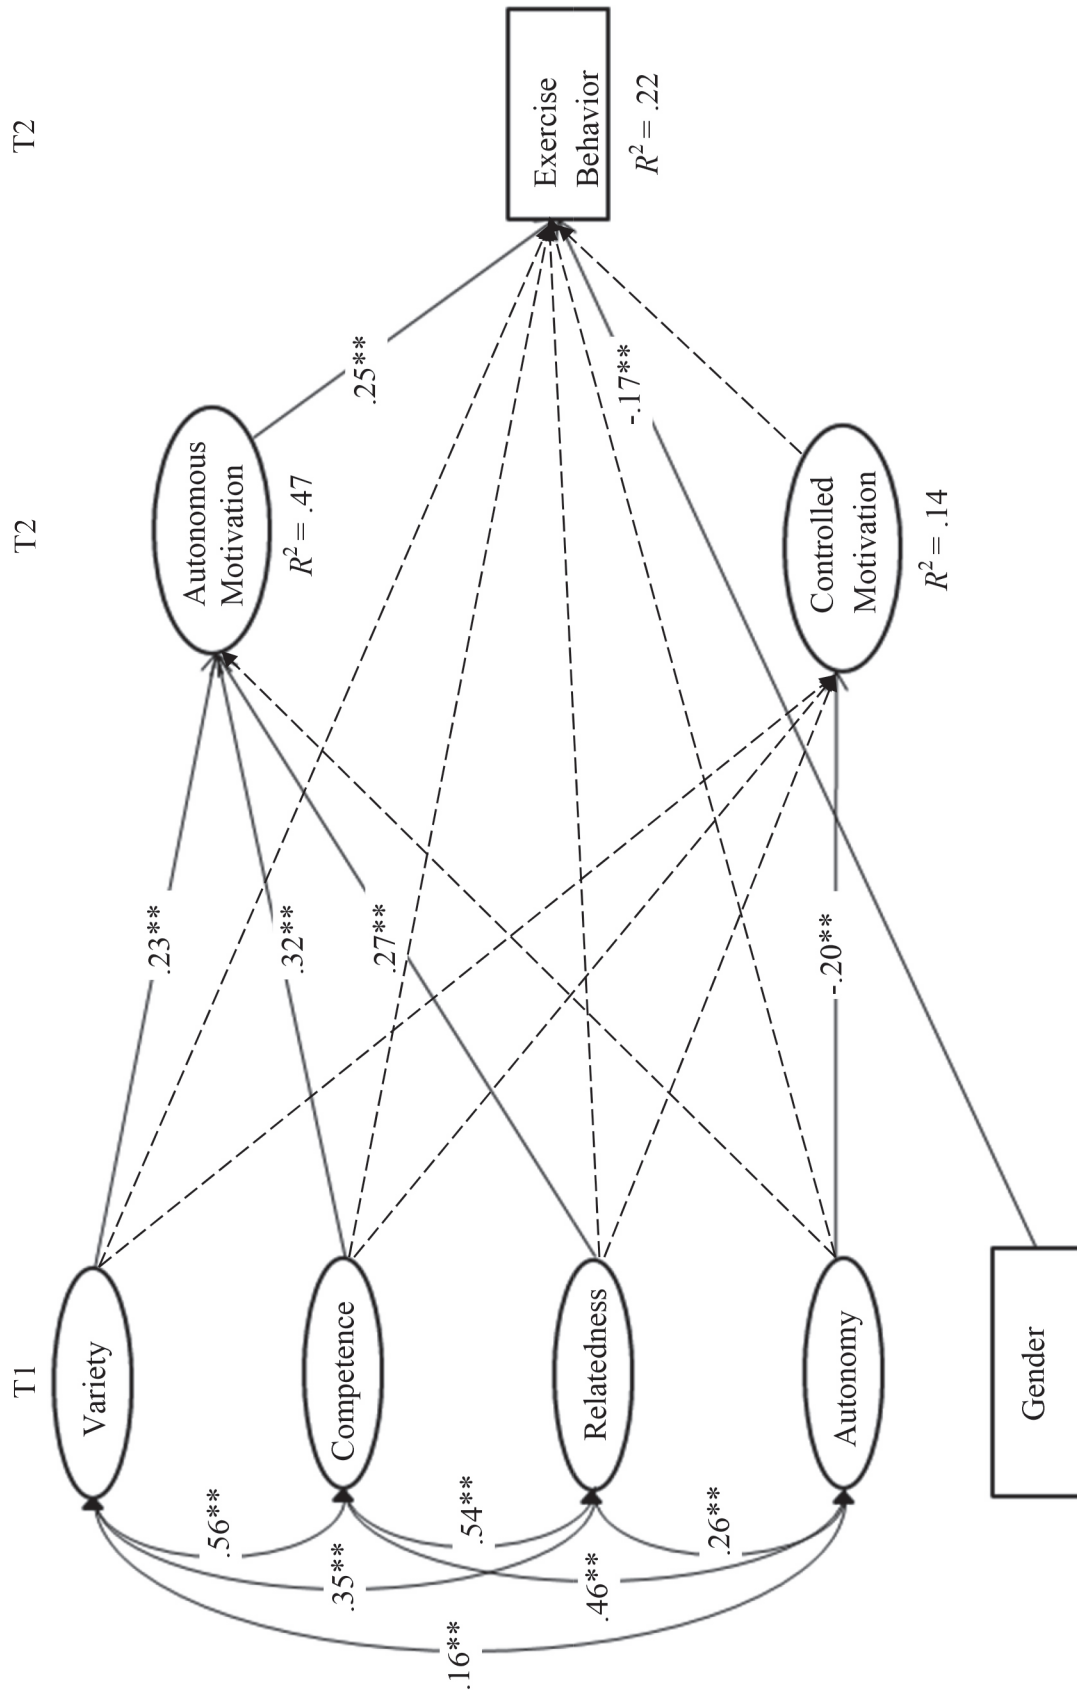 T1
T2
T2
Variety
Competence
Relatedness
Autonomy
Gender
.56**
.35**
.16**
.54**
.46**
.26**
.23**
.32**
.27**
-.20**
Autonomous
Motivation
R² = .47
Controlled
Motivation
R² = .14
.25**
-.17**
Exercise
Behavior
R² = .22